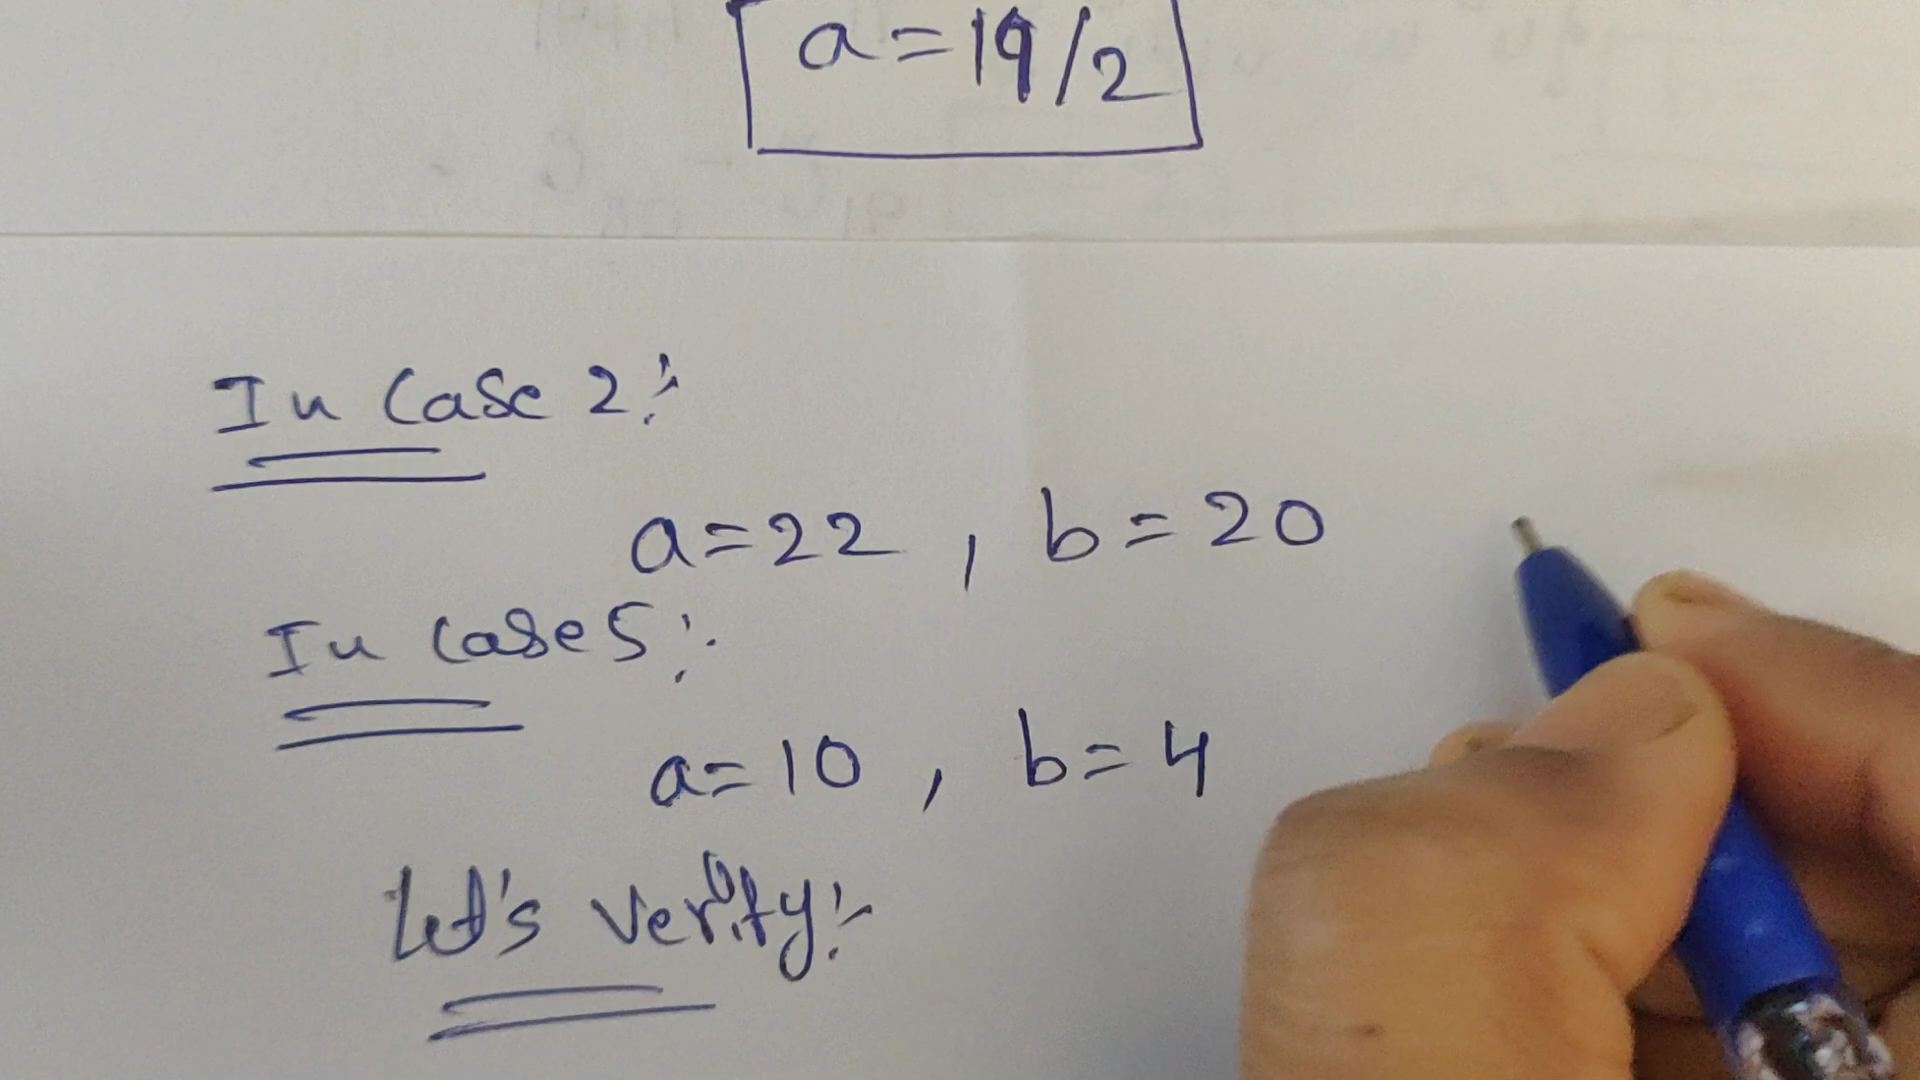 a=19/2
In Case 2:-
a=22, b=20
In Case 5:-
a=10, b=4
Let's verify:-